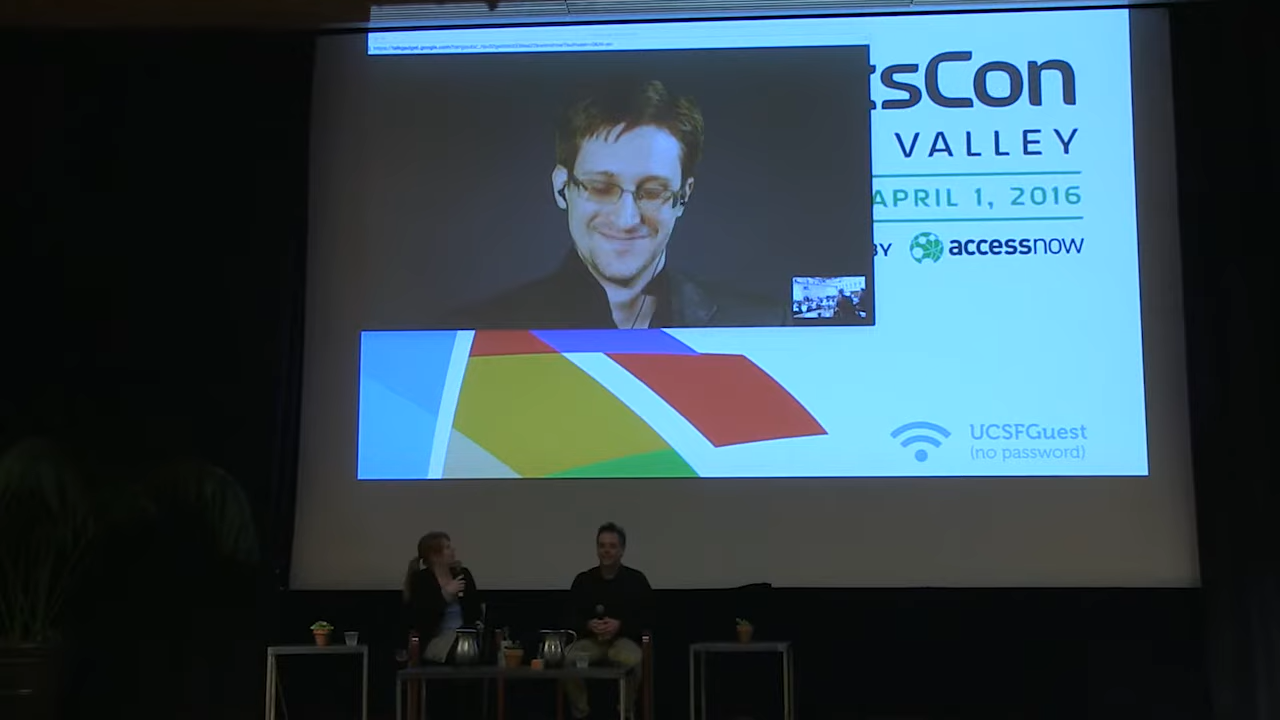 tsCon
VALLEY
APRIL 1, 2016
BY accessnow
UCSFGuest
(no password)